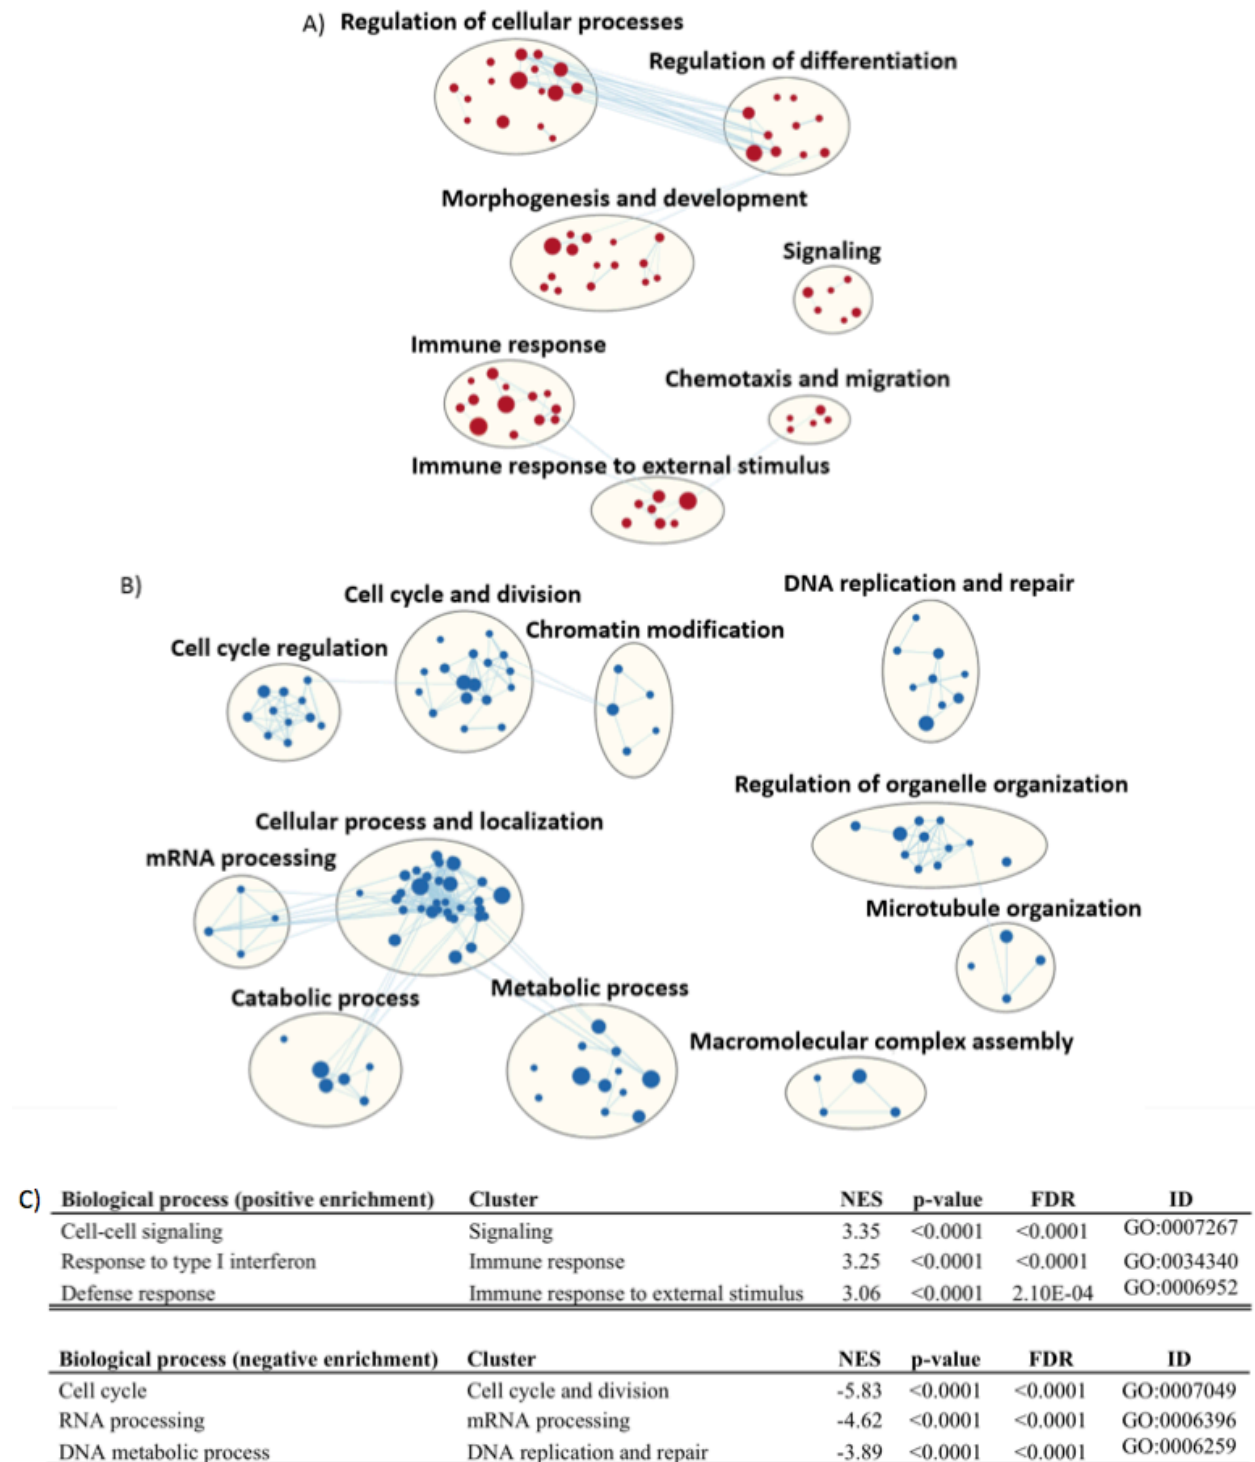 A) Regulation of cellular processes
Regulation of differentiation
Morphogenesis and development
Signaling
Immune response
Chemotaxis and migration
Immune response to external stimulus
B)
DNA replication and repair
Cell cycle and division
Chromatin modification
Cell cycle regulation
Regulation of organelle organization
Cellular process and localization
mRNA processing
Microtubule organization
Metabolic process
Catabolic process
Macromolecular complex assembly
C) Biological process (positive enrichment) Cluster NES p-value FDR ID
Cell-cell signaling Signaling 3.35 <0.0001 <0.0001 GO:0007267
Response to type I interferon Immune response 3.25 <0.0001 <0.0001 GO:0034340
Defense response Immune response to external stimulus 3.06 <0.0001 2.10E-04 GO:0006952
Biological process (negative enrichment) Cluster NES p-value FDR ID
Cell cycle Cell cycle and division -5.83 <0.0001 <0.0001 GO:0007049
RNA processing mRNA processing -4.62 <0.0001 <0.0001 GO:0006396
DNA metabolic process DNA replication and repair -3.89 <0.0001 <0.0001 GO:0006259